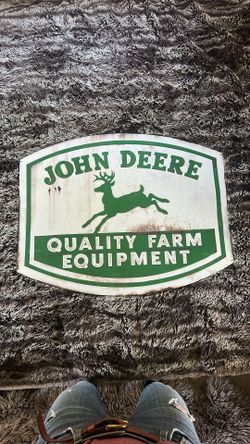 JOHN DEERE
QUALITY FARM
EQUIPMENT